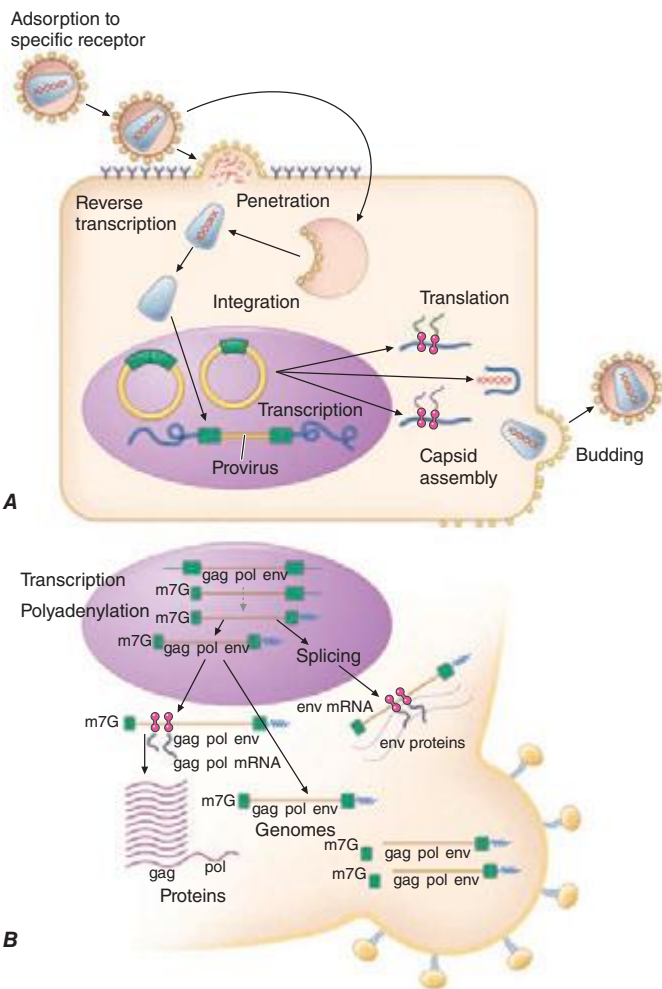 Adsorption to
specific receptor
Reverse
transcription
Penetration
Integration
Translation
Transcription
Provirus
Capsid
assembly
Budding
A
Transcription
gag pol env
m7G
Polyadenylation
m7G
m7G
gag pol env
Splicing
env mRNA
env proteins
m7G
gag pol env
gag pol mRNA
m7G
gag pol env
Genomes
m7G
gag pol env
m7G
gag pol env
gag
pol
Proteins
B